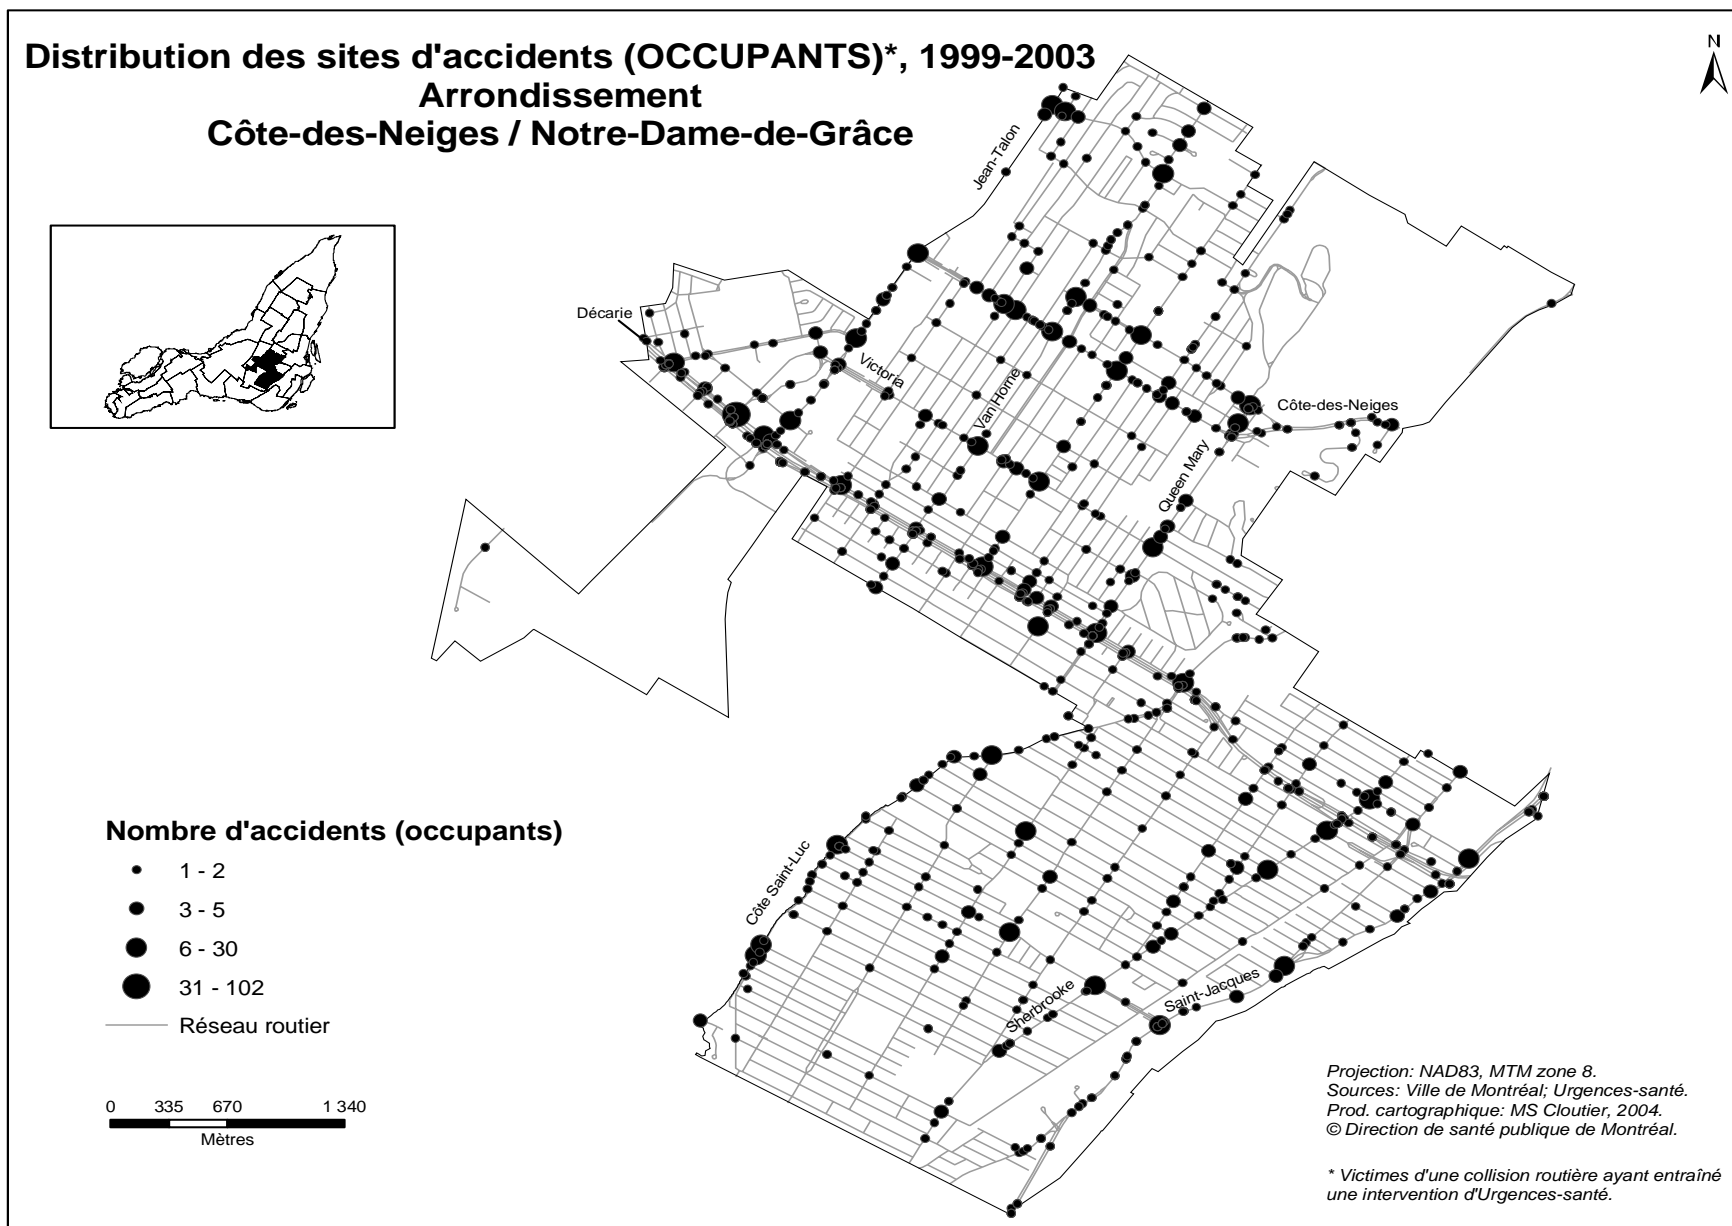 Distribution des sites d'accidents (OCCUPANTS)*, 1999-2003
Arrondissement
Côte-des-Neiges / Notre-Dame-de-Grâce
N
Jean-Talon
Décarie
Victoria
Van Horne
Côte-des-Neiges
Queen Mary
Côte Saint-Luc
Sherbrooke
Saint-Jacques
Nombre d'accidents (occupants)
1 - 2
3 - 5
6 - 30
31 - 102
Réseau routier
0 335 670 1 340
Mètres
Projection: NAD83, MTM zone 8.
Sources: Ville de Montréal; Urgences-santé.
Prod. cartographique: MS Cloutier, 2004.
© Direction de santé publique de Montréal.
* Victimes d'une collision routière ayant entraîné
une intervention d'Urgences-santé.